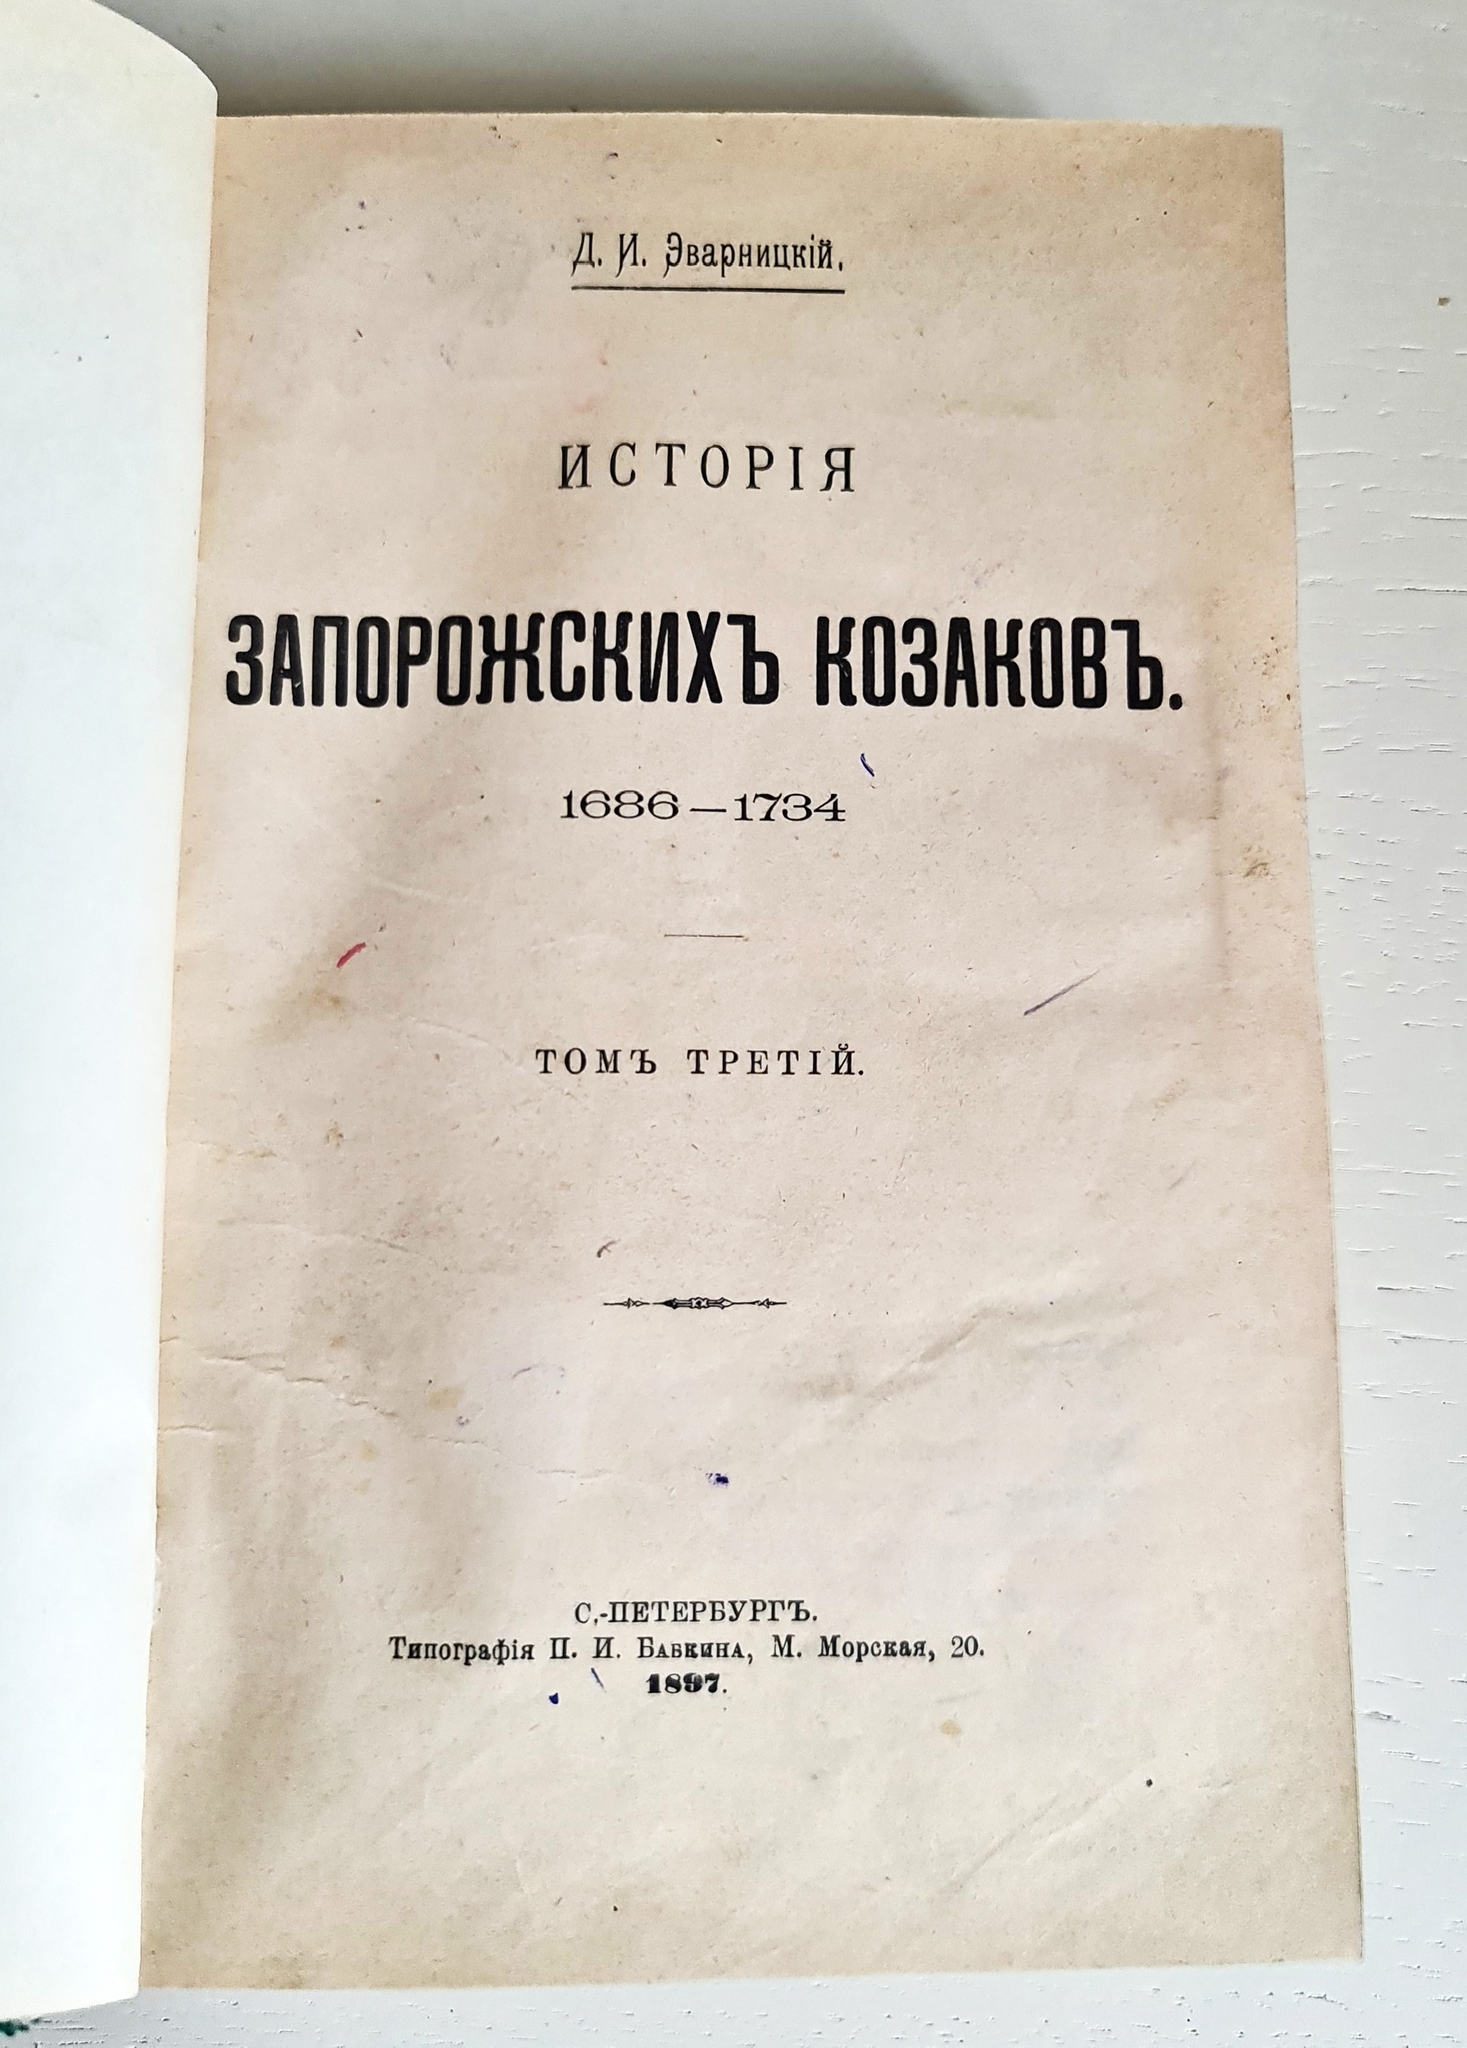 Д. И. Эварницкій.
ИСТОРІЯ
ЗАПОРОЖСКИХЪ КОЗАКОВЪ.
1686—1734
ТОМЪ ТРЕТІЙ.
С.-ПЕТЕРБУРГЪ.
Типографія П. И. Бабкина, М. Морская, 20.
1897.